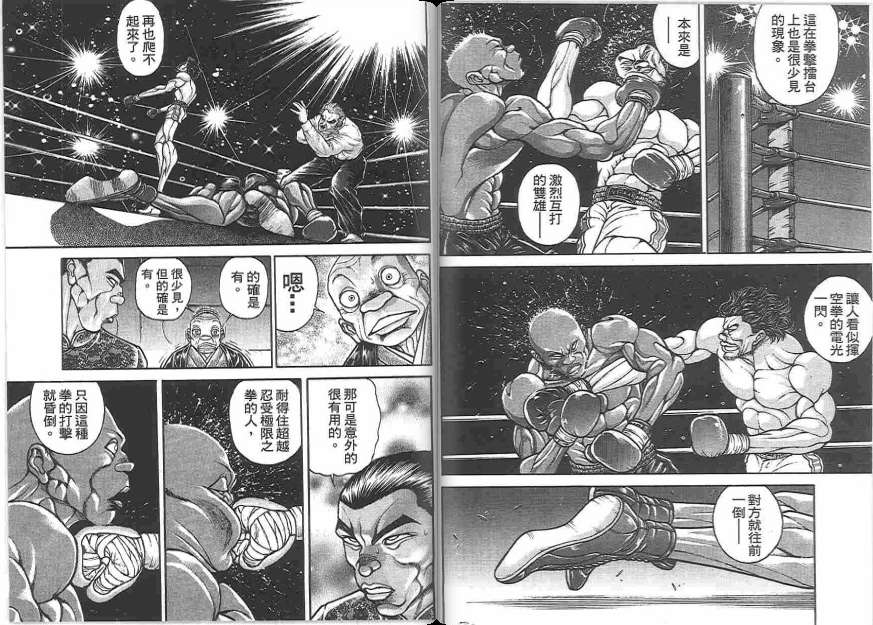 這在拳擊擂台
上也是很少見
的現象。
本來是
——
激烈互打
的雙雄——
讓人看似揮
空拳的電光
一閃。
對方就往前
一倒——
再也爬不
起來了。
嗯…
的確是
有。
很少見，
但的確是
有。
那可是意外的
很有用的。
耐得住超越
忍受極限之
拳的人，
只因這種
拳的打擊
就昏倒。